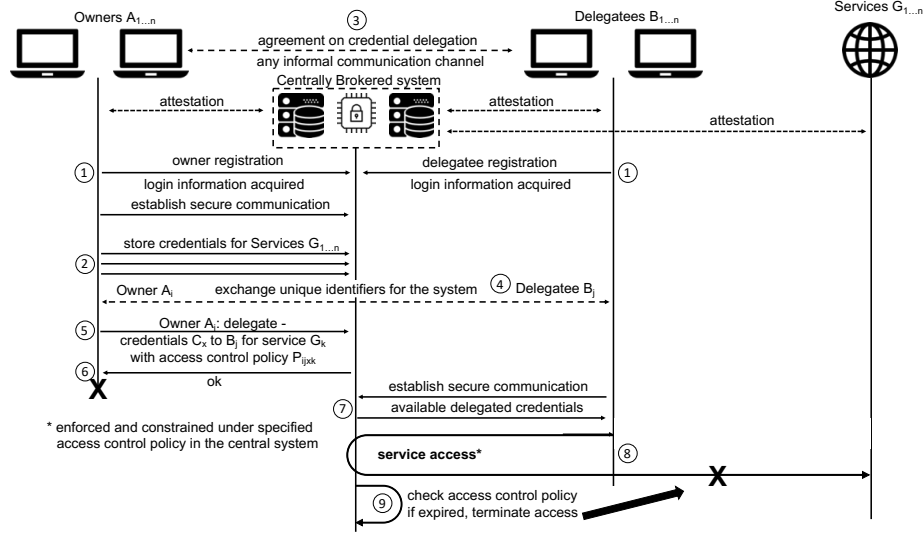 Owners A1...n
Delegatees B1...n
Services G1...n
3
agreement on credential delegation
any informal communication channel
Centrally Brokered system
attestation
attestation
attestation
1
owner registration
login information acquired
delegatee registration
login information acquired
1
establish secure communication
store credentials for Services G1...n
2
Owner Ai
exchange unique identifiers for the system
4
Delegatee Bj
5
Owner Ai: delegate -
credentials Cx to Bj for service Gk
with access control policy Pijxk
6
ok
X
establish secure communication
7
available delegated credentials
* enforced and constrained under specified
access control policy in the central system
service access*
8
X
9
check access control policy
if expired, terminate access